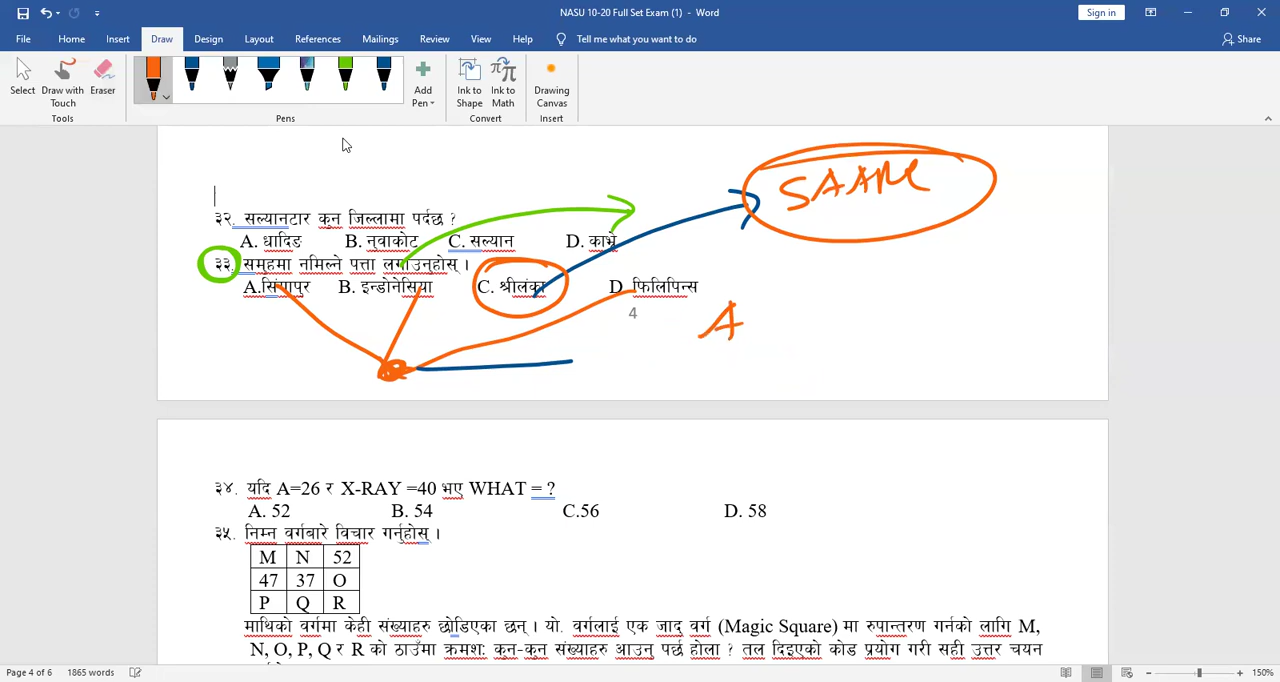 NASU 10-20 Full Set Exam (1) - Word
Sign in
File Home Insert Draw Design Layout References Mailings Review View Help Tell me what you want to do Share
Select Draw with Touch Eraser Add Pen Ink to Shape Ink to Math Drawing Canvas
Tools Pens Convert Insert
३२. सल्यानटार कुन जिल्लामा पर्दछ ?
A. धादिङ B. नुवाकोट C. सल्यान D. काभ्रे
३३. समुहमा नमिल्ने पत्ता लगाउनुहोस् ।
A.सिंगापुर B. इन्डोनेसिया C. श्रीलंका D फिलिपिन्स
4
A
३४. यदि A=26 र X-RAY =40 भए WHAT = ?
A. 52 B. 54 C.56 D. 58
३५. निम्न वर्गबारे विचार गर्नुहोस् ।
M N 52
47 37 O
P Q R
माथिको वर्गमा केही संख्याहरु छोडिएका छन् । यो. वर्गलाई एक जादु वर्ग (Magic Square) मा रुपान्तरण गर्नको लागि M,
N, O, P, Q र R को ठाउँमा क्रमश: कुन-कुन संख्याहरु आउनु पर्छ होला ? तल दिइएको कोड प्रयोग गरी सही उत्तर चयन
Page 4 of 6 1865 words 150%